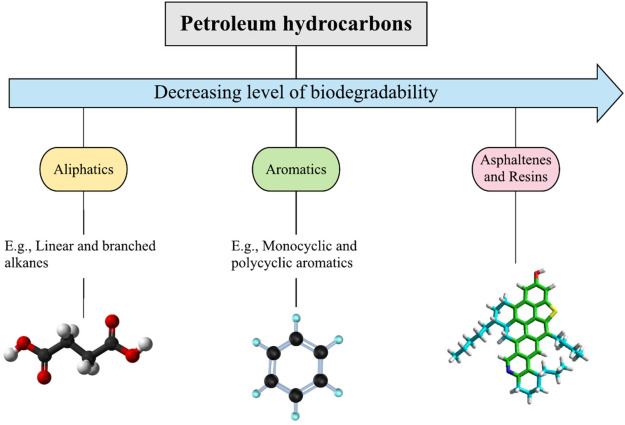 Petroleum hydrocarbons
Decreasing level of biodegradability
Aliphatics
Aromatics
Asphaltenes
and Resins
E.g., Linear and branched
alkanes
E.g., Monocyclic and
polycyclic aromatics